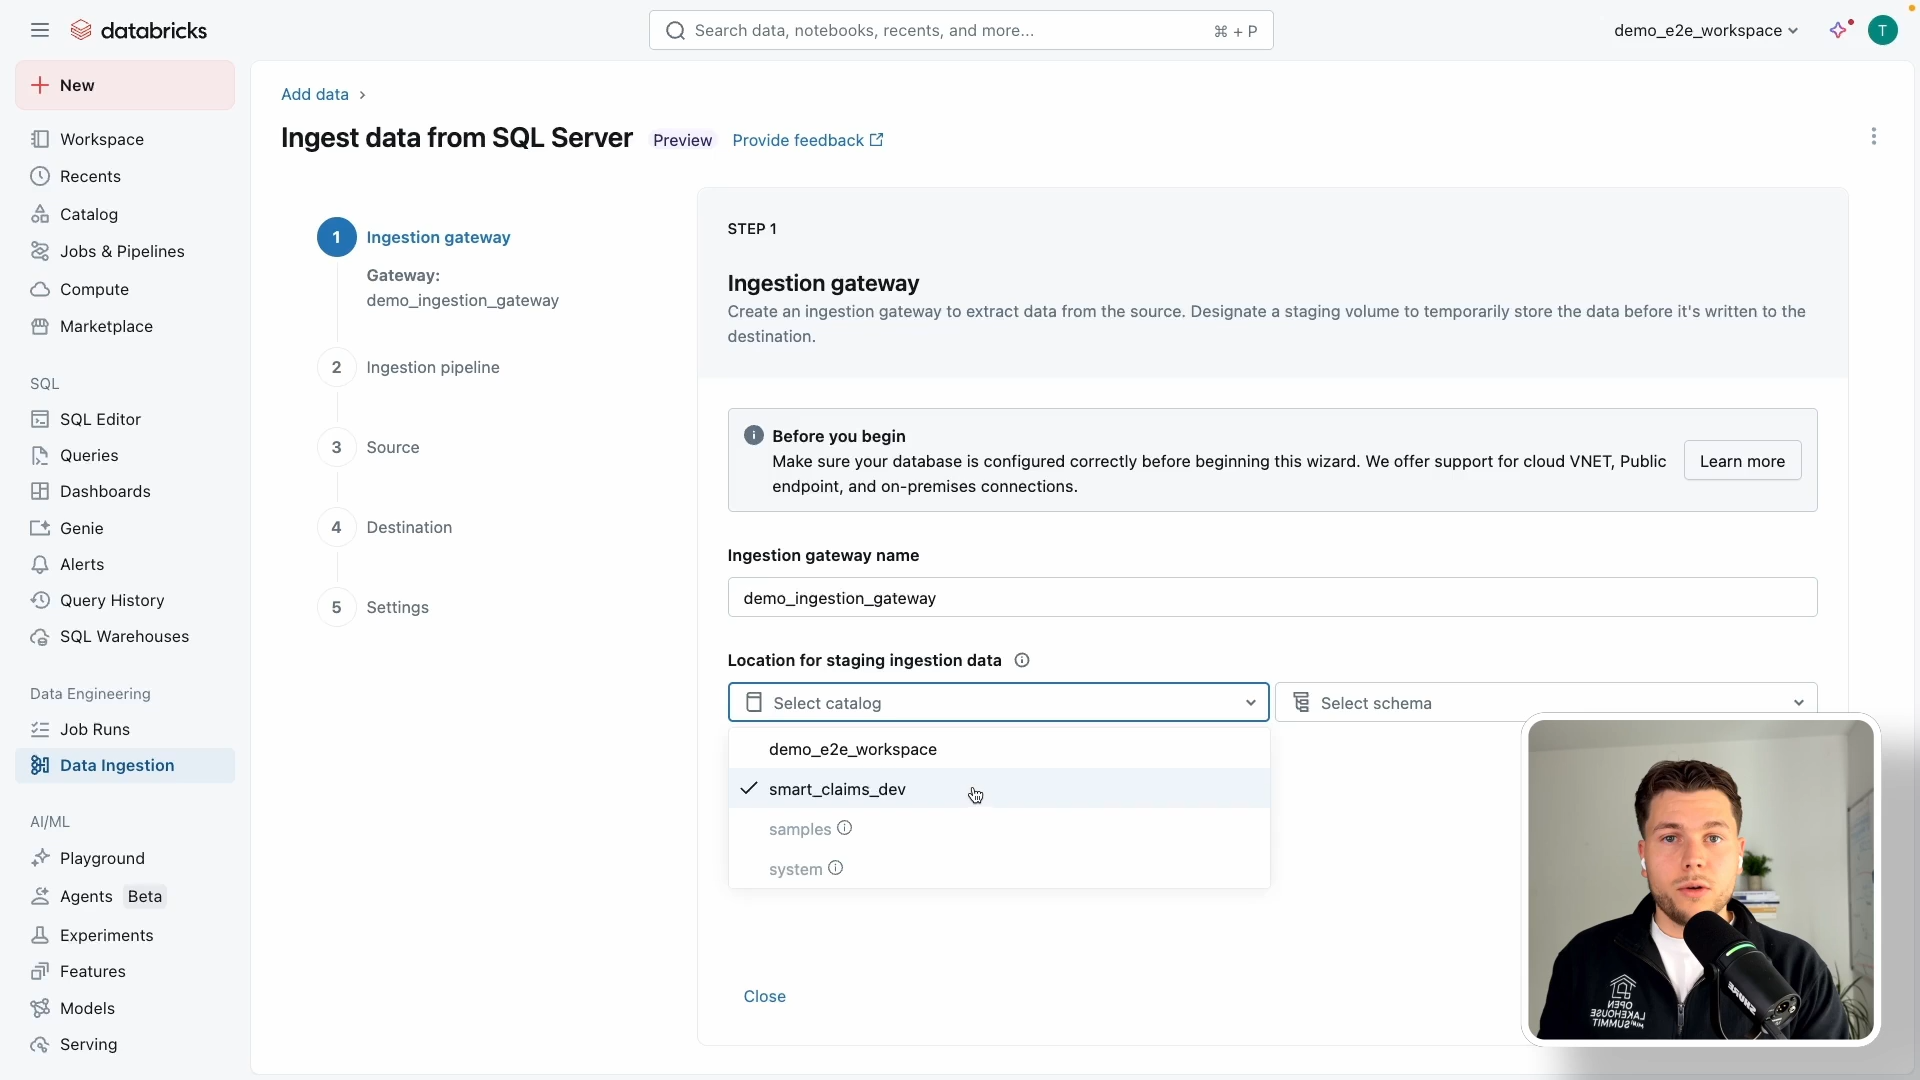 databricks
Search data, notebooks, recents, and more...
⌘ + P
demo_e2e_workspace
T
New
Workspace
Recents
Catalog
Jobs & Pipelines
Compute
Marketplace
SQL
SQL Editor
Queries
Dashboards
Genie
Alerts
Query History
SQL Warehouses
Data Engineering
Job Runs
Data Ingestion
AI/ML
Playground
Agents Beta
Experiments
Features
Models
Serving
Add data ›
Ingest data from SQL Server Preview Provide feedback
1 Ingestion gateway
Gateway:
demo_ingestion_gateway
2 Ingestion pipeline
3 Source
4 Destination
5 Settings
STEP 1
Ingestion gateway
Create an ingestion gateway to extract data from the source. Designate a staging volume to temporarily store the data before it's written to the
destination.
Before you begin
Make sure your database is configured correctly before beginning this wizard. We offer support for cloud VNET, Public
endpoint, and on-premises connections.
Learn more
Ingestion gateway name
demo_ingestion_gateway
Location for staging ingestion data
Select catalog
Select schema
demo_e2e_workspace
smart_claims_dev
samples
system
Close
OPEN
LAKEHOUSE
MINI SUMMIT
SHURE